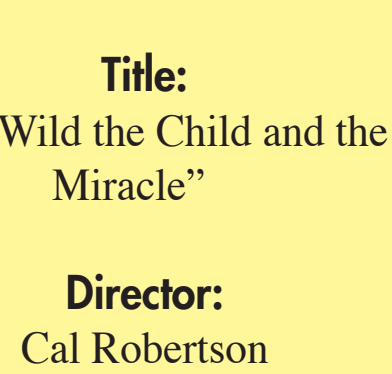 Title:
Wild the Child and the
Miracle”
Director:
Cal Robertson